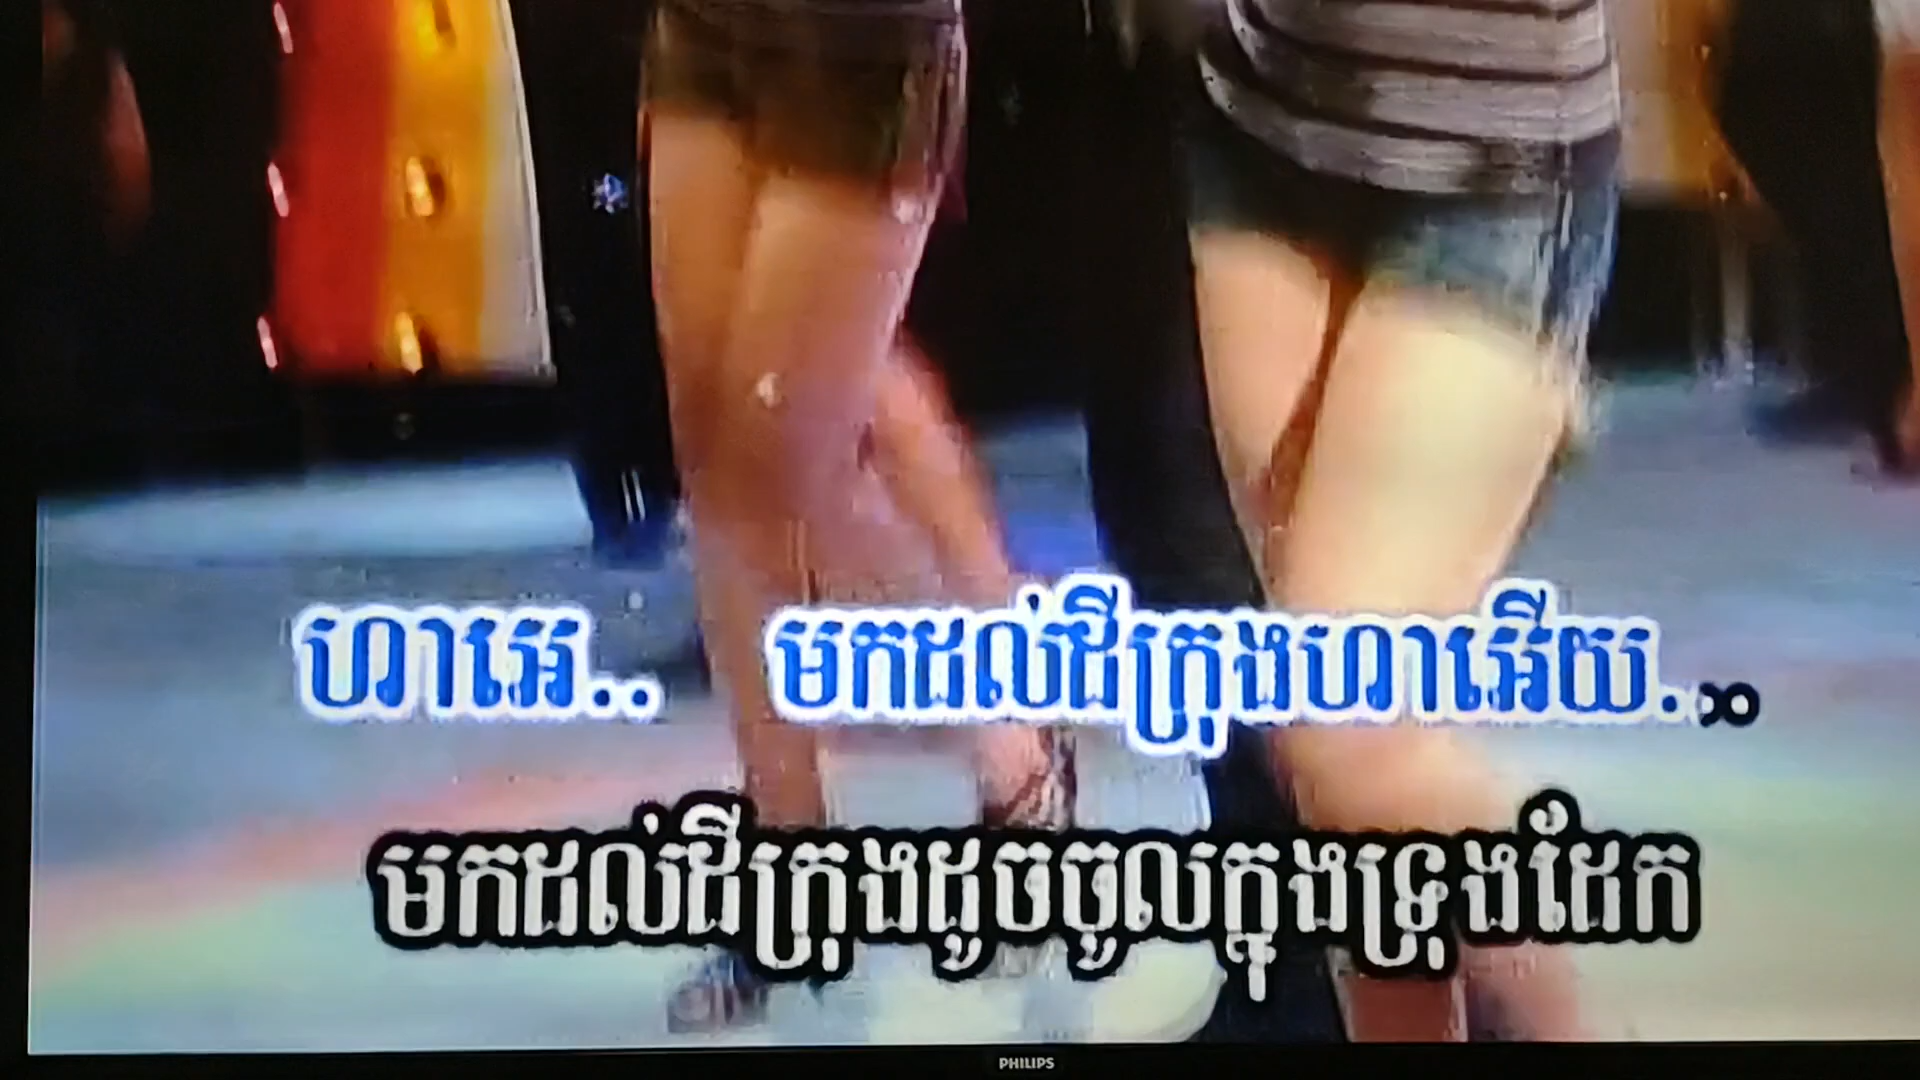 ហាអេ.. មកដល់ដីក្រុងហាអើយ...
មកដល់ដីក្រុងដូចចូលក្នុងទ្រុងដែក
PHILIPS